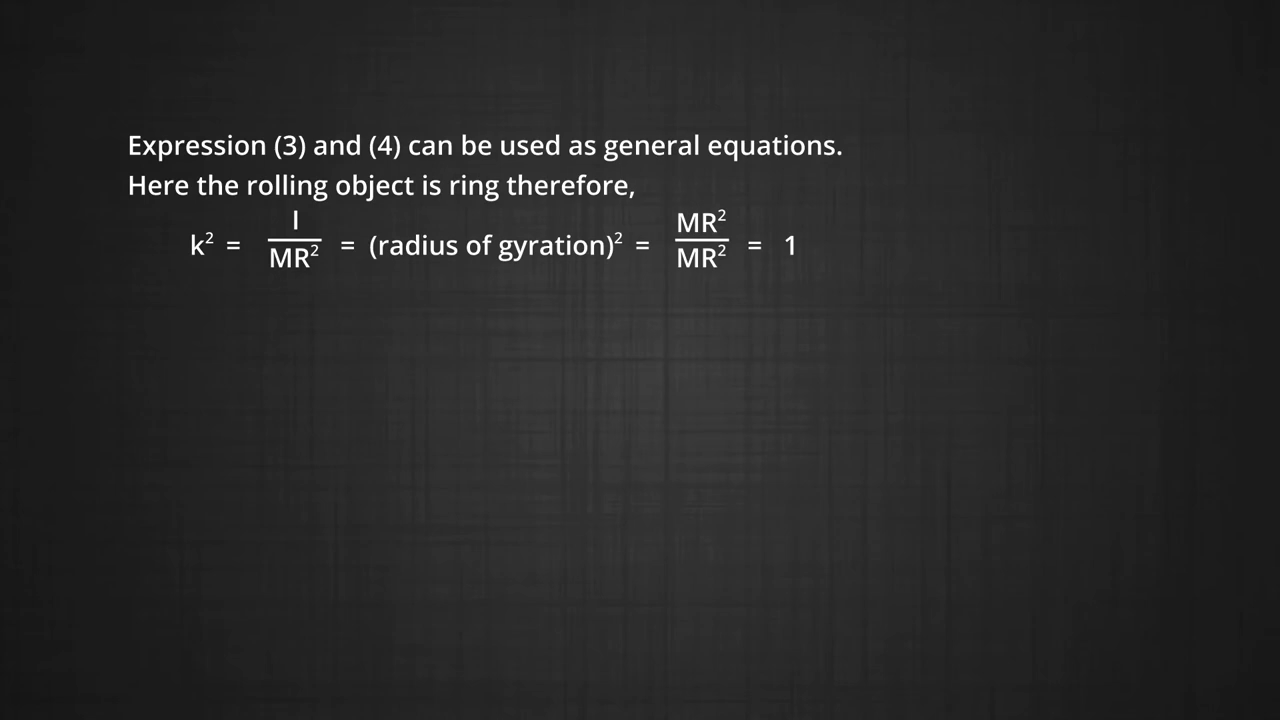 Expression (3) and (4) can be used as general equations.
Here the rolling object is ring therefore,
k² = I/MR² = (radius of gyration)² = MR²/MR² = 1